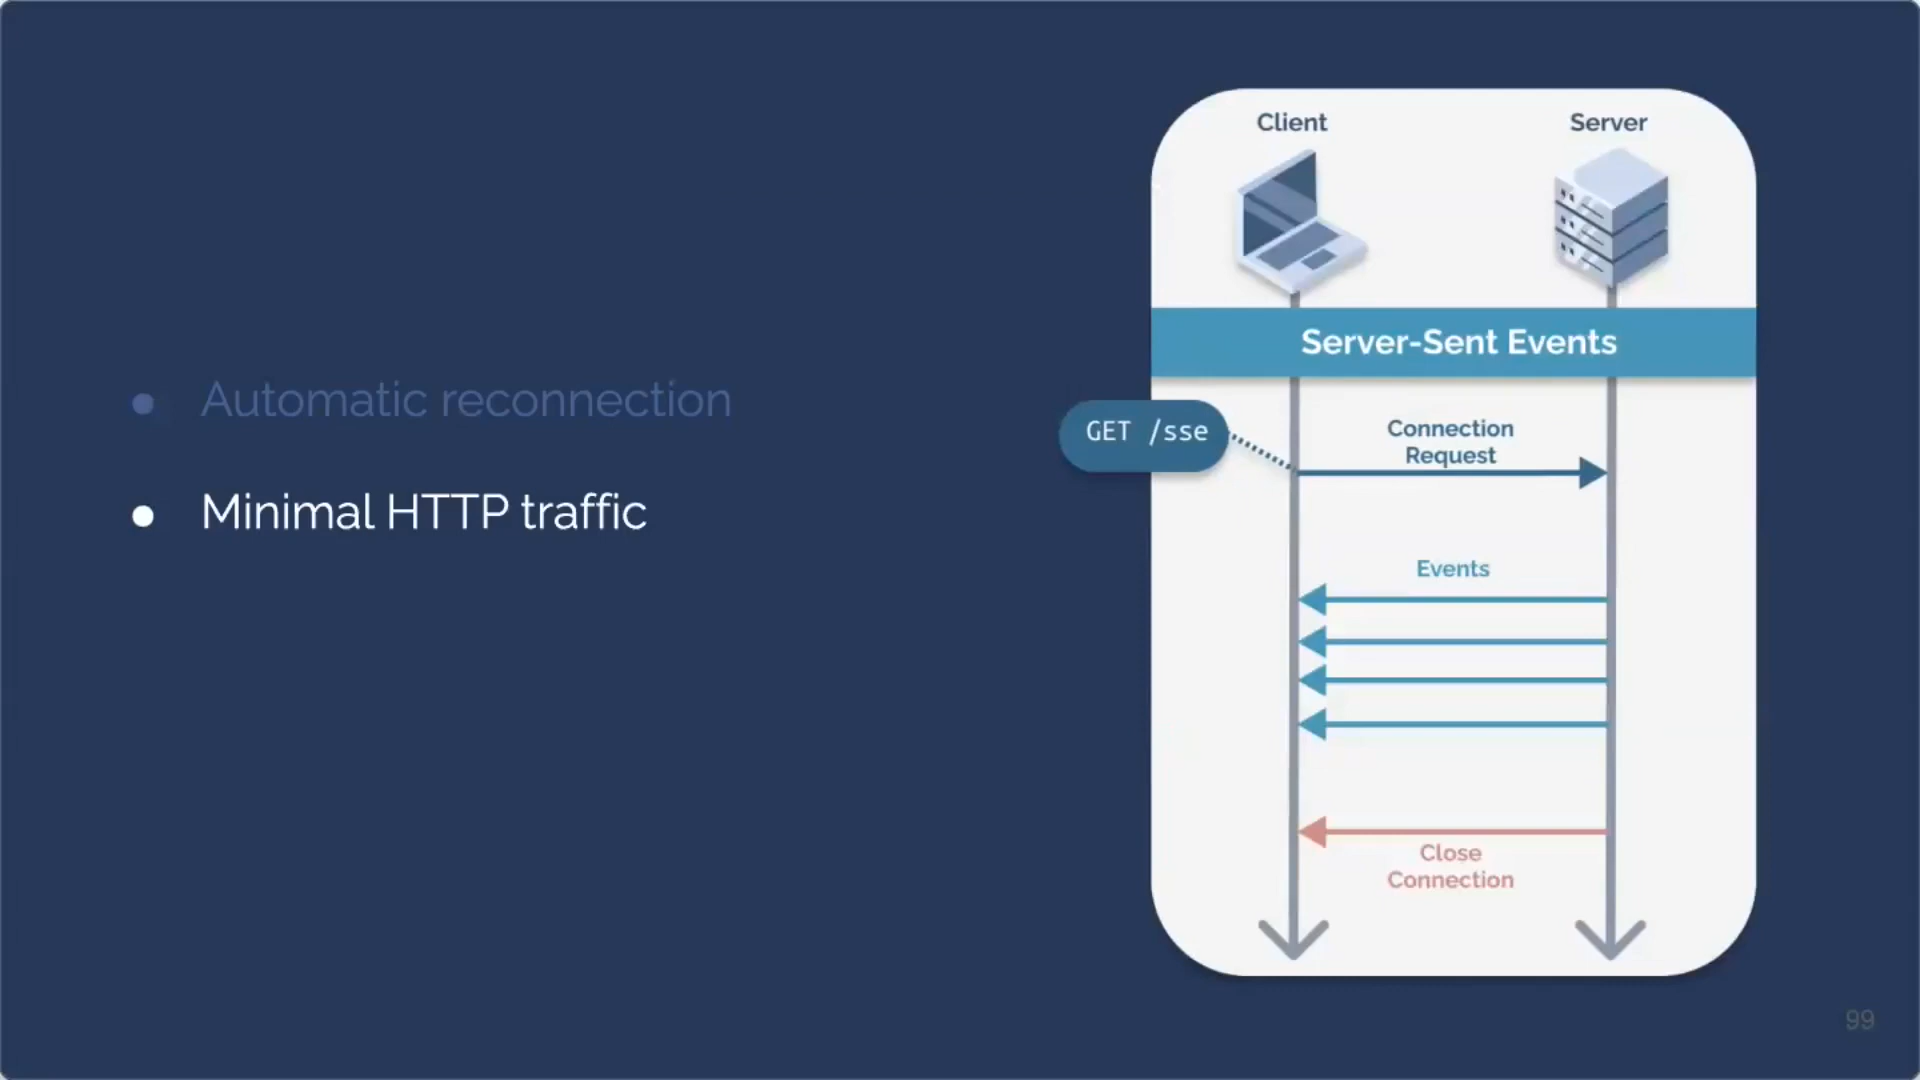 Automatic reconnection
Minimal HTTP traffic
Client
Server
Server-Sent Events
GET /sse
Connection
Request
Events
Close
Connection
99